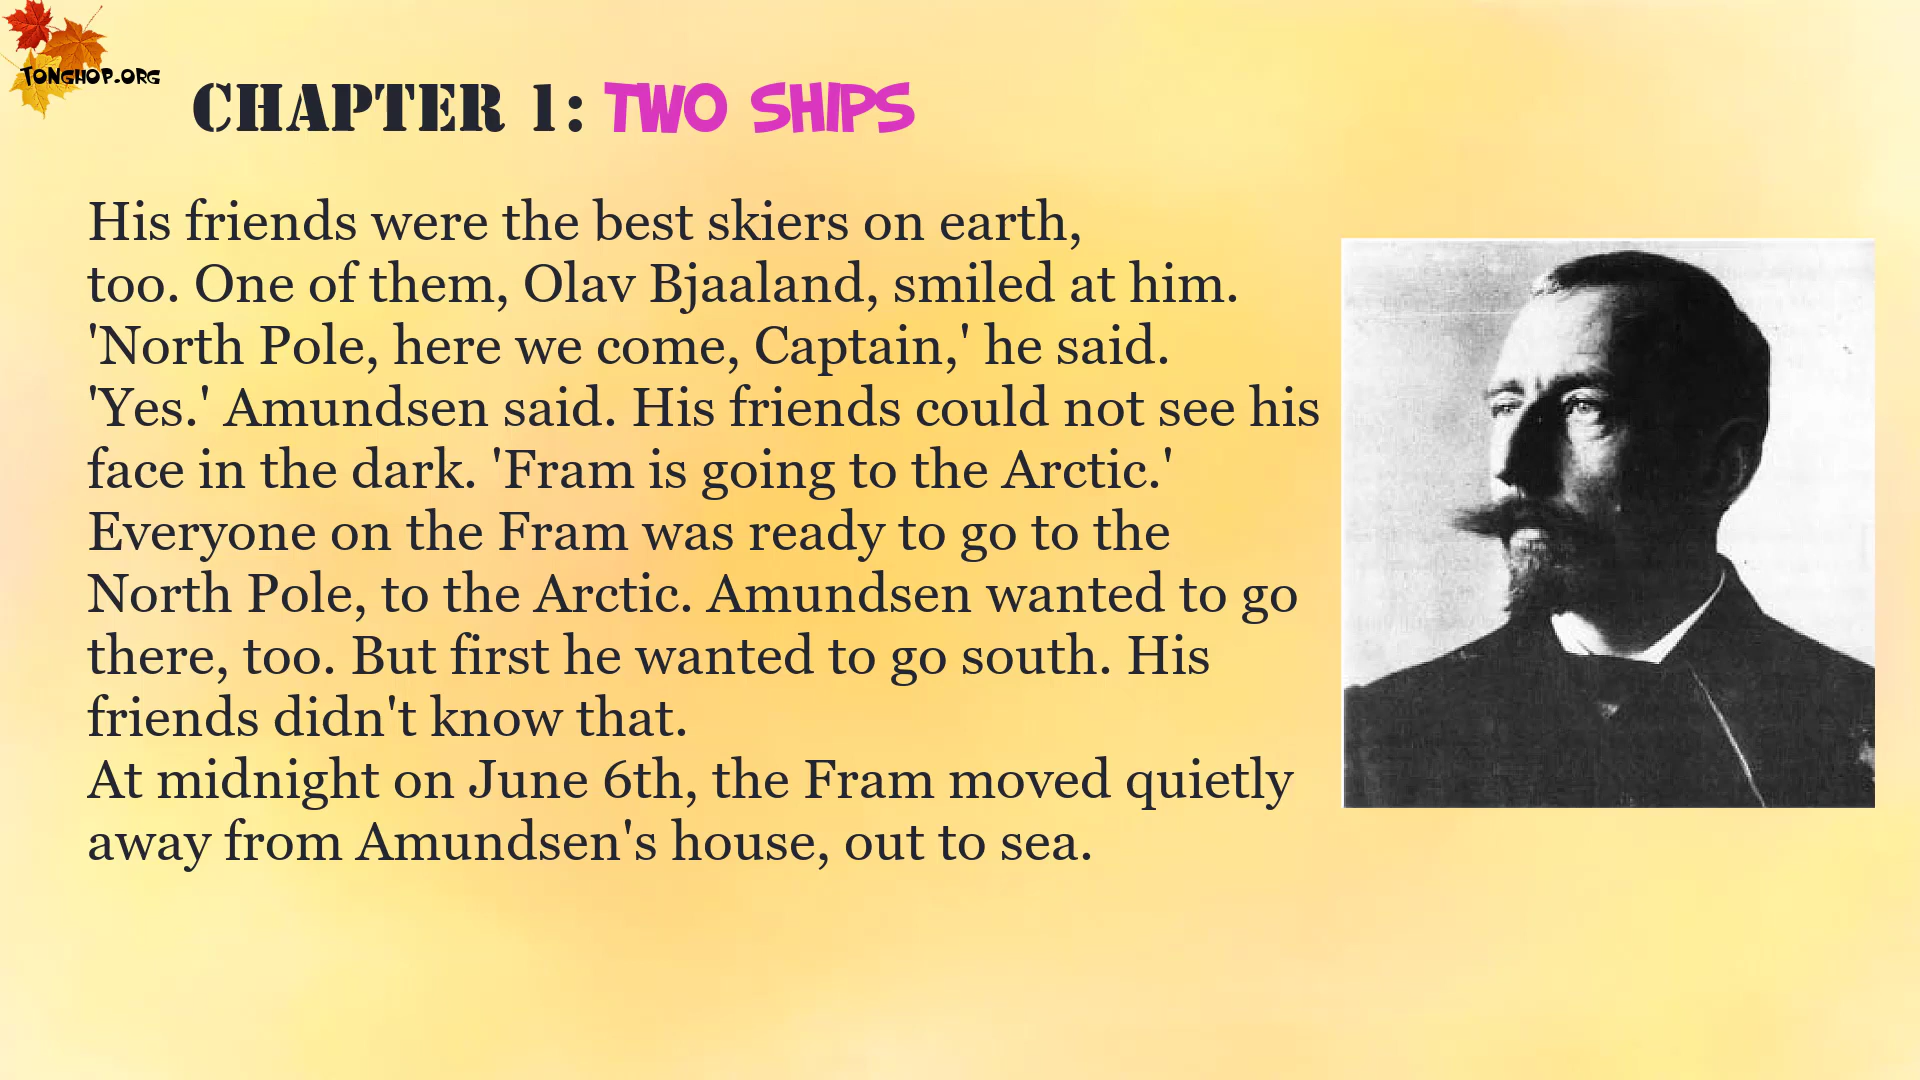 TONGHOP.ORG
CHAPTER 1: TWO SHIPS
His friends were the best skiers on earth,
too. One of them, Olav Bjaaland, smiled at him.
'North Pole, here we come, Captain,' he said.
'Yes.' Amundsen said. His friends could not see his
face in the dark. 'Fram is going to the Arctic.'
Everyone on the Fram was ready to go to the
North Pole, to the Arctic. Amundsen wanted to go
there, too. But first he wanted to go south. His
friends didn't know that.
At midnight on June 6th, the Fram moved quietly
away from Amundsen's house, out to sea.